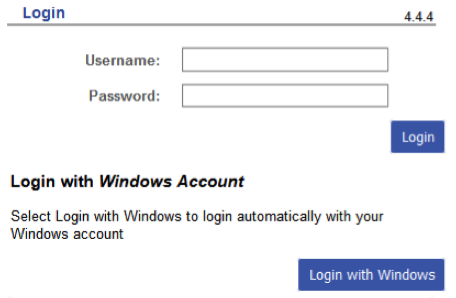 Login 4.4.4
Username:
Password:
Login
Login with Windows Account
Select Login with Windows to login automatically with your
Windows account
Login with Windows